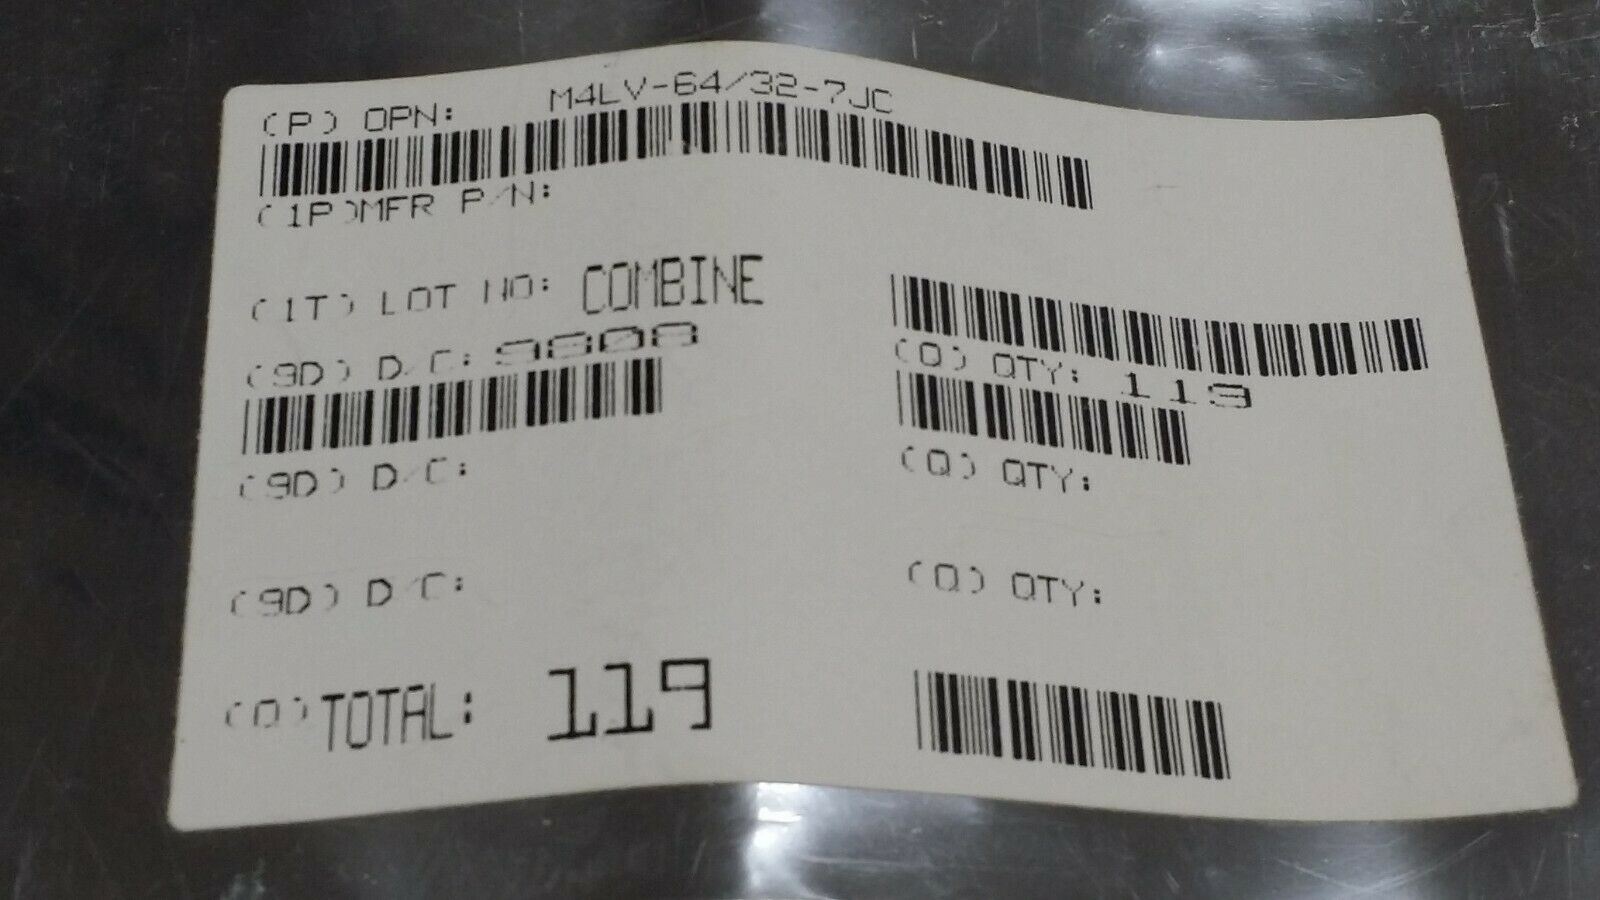 (P) OPN: M4LV-64/32-7JC
(1P)MFR P/N:
(1T) LOT NO: COMBINE
(9D) D/C: 9808A
(Q) QTY: 119
(9D) D/C:
(Q) QTY:
(9D) D/C:
(Q) QTY:
(Q) TOTAL: 119